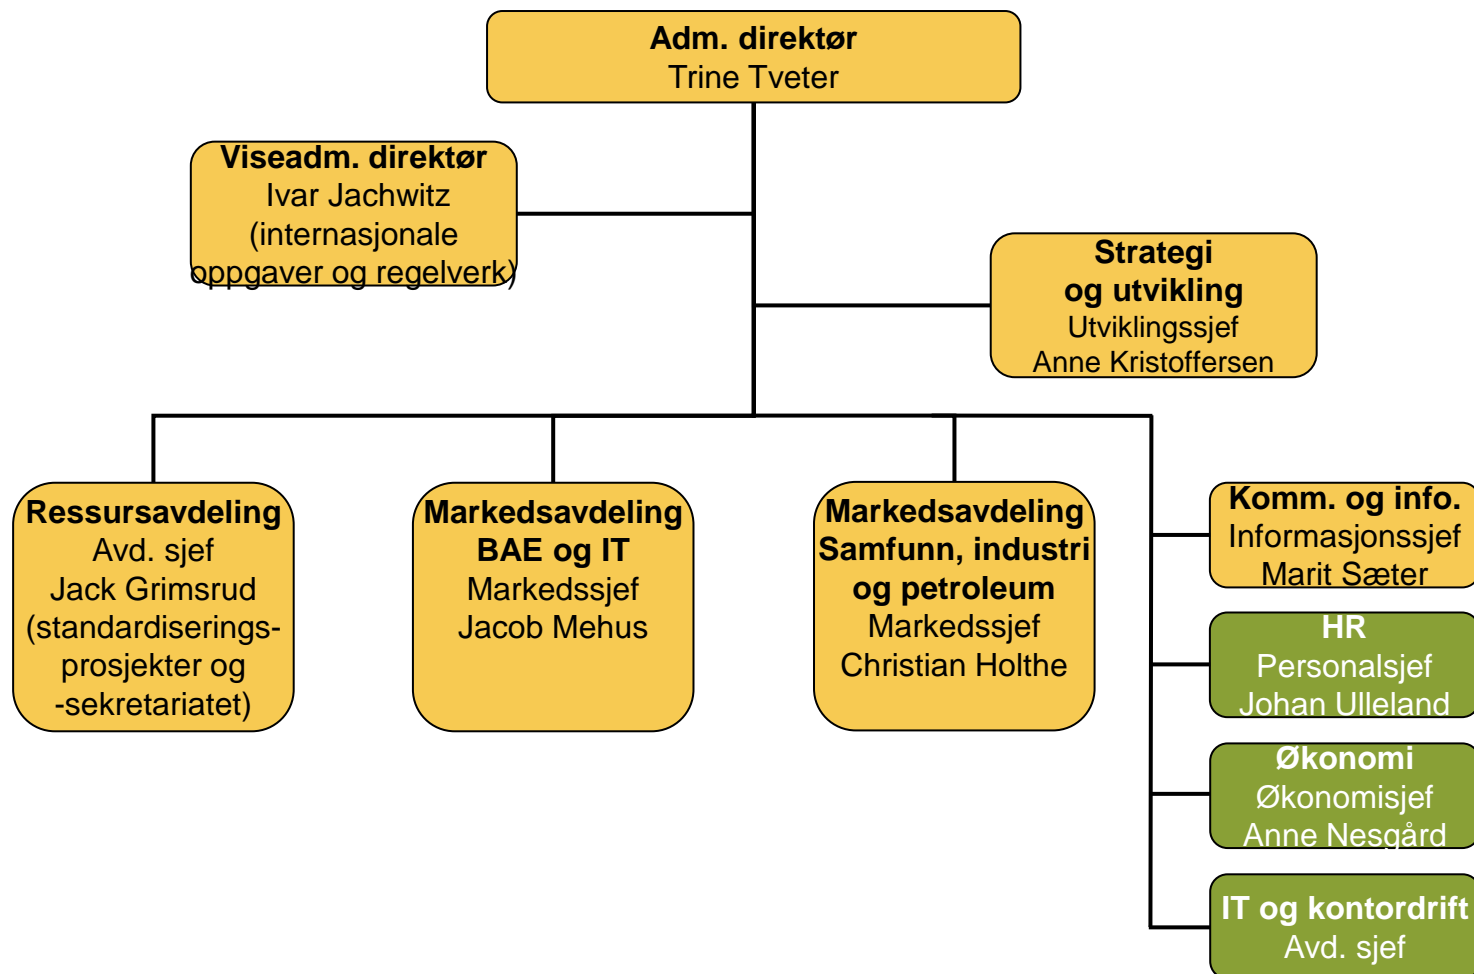 Adm. direktør
Trine Tveter
Viseadm. direktør
Ivar Jachwitz
(internasjonale
oppgaver og regelverk)
Strategi
og utvikling
Utviklingssjef
Anne Kristoffersen
Ressursavdeling
Avd. sjef
Jack Grimsrud
(standardiserings-
prosjekter og
-sekretariatet)
Markedsavdeling
BAE og IT
Markedssjef
Jacob Mehus
Markedsavdeling
Samfunn, industri
og petroleum
Markedssjef
Christian Holthe
Komm. og info.
Informasjonssjef
Marit Sæter
HR
Personalsjef
Johan Ulleland
Økonomi
Økonomisjef
Anne Nesgård
IT og kontordrift
Avd. sjef